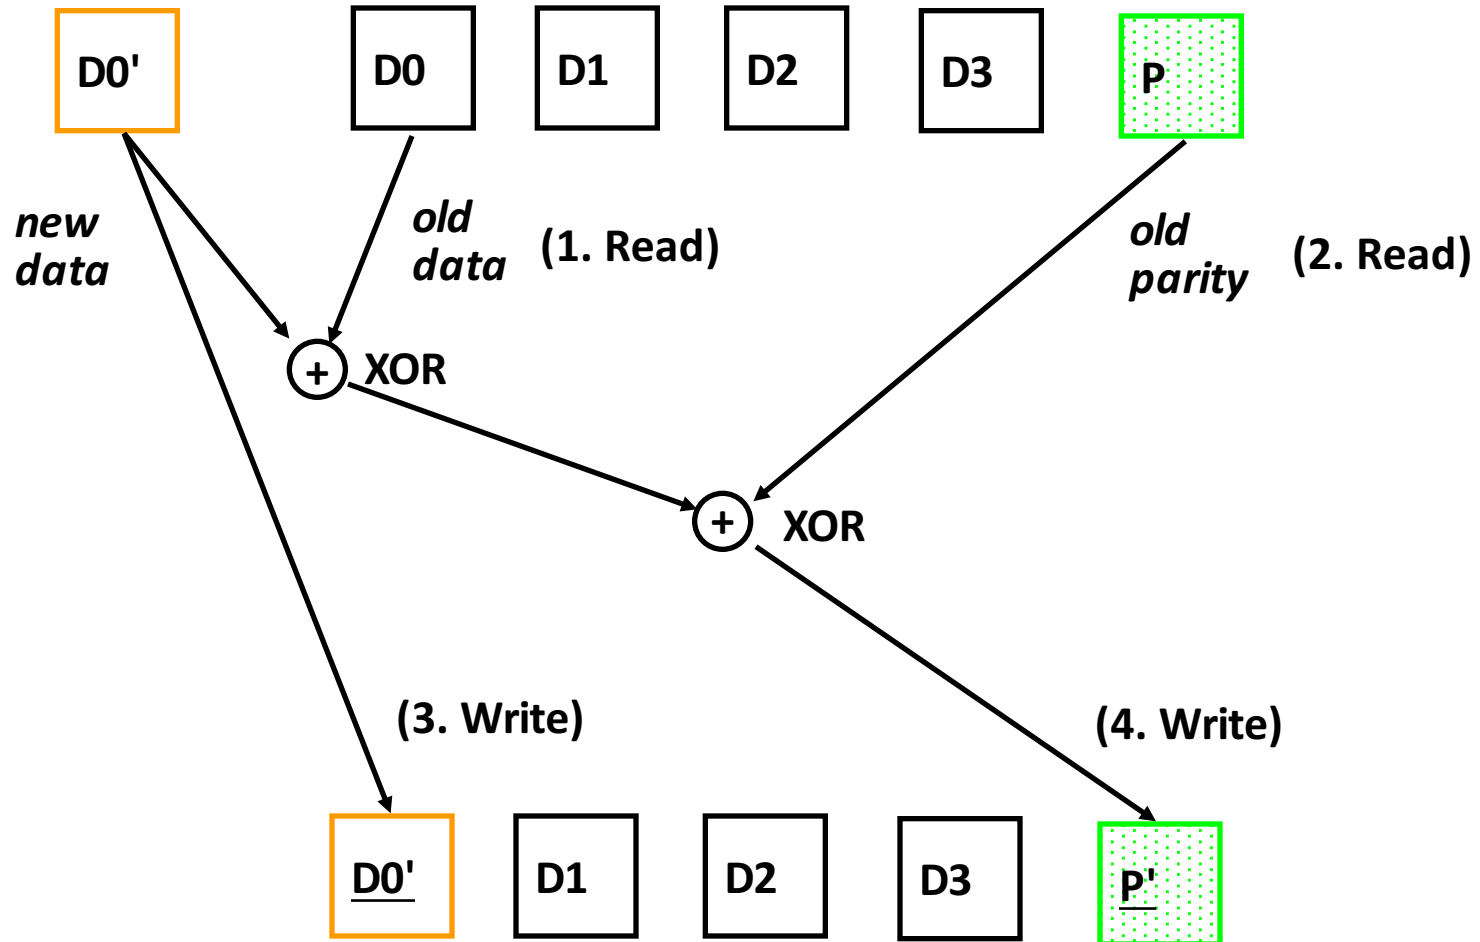 D0'
D0
D1
D2
D3
P
new
data
old
data
(1. Read)
old
parity
(2. Read)
+
XOR
+
XOR
(3. Write)
(4. Write)
D0'
D1
D2
D3
P'